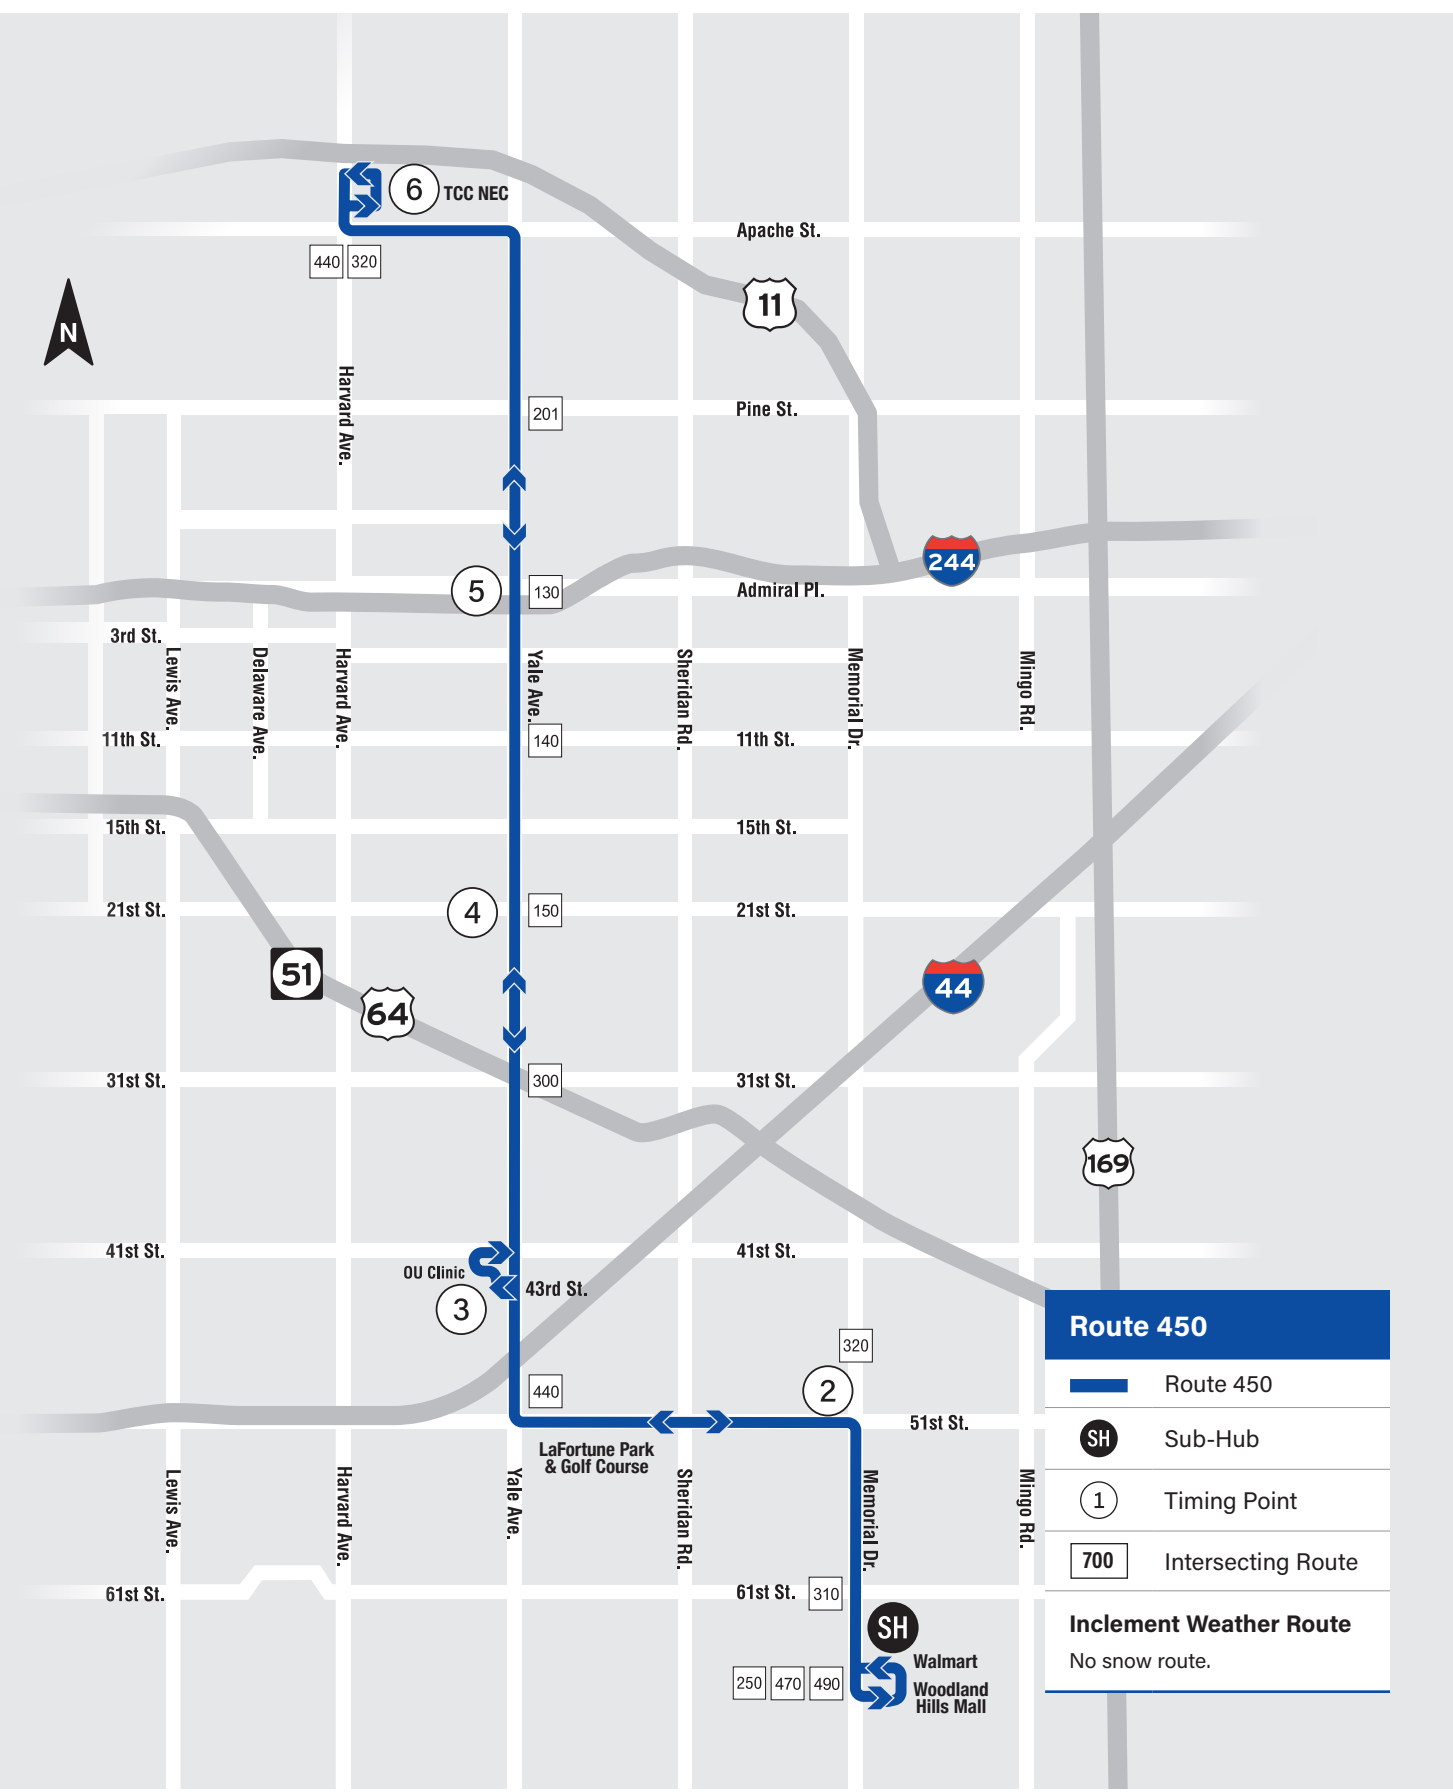 6
TCC NEC
Apache St.
440
320
11
N
Harvard Ave.
201
Pine St.
244
5
130
Admiral Pl.
3rd St.
Lewis Ave.
Delaware Ave.
Harvard Ave.
Yale Ave.
Sheridan Rd.
Memorial Dr.
Mingo Rd.
11th St.
140
11th St.
15th St.
15th St.
21st St.
4
150
21st St.
51
64
44
31st St.
300
31st St.
169
41st St.
41st St.
OU Clinic
43rd St.
3
320
440
2
51st St.
LaFortune Park
& Golf Course
Lewis Ave.
Harvard Ave.
Yale Ave.
Sheridan Rd.
Memorial Dr.
Mingo Rd.
61st St.
61st St.
310
SH
Walmart
250
470
490
Woodland
Hills Mall
Route 450
Route 450
SH
Sub-Hub
1
Timing Point
700
Intersecting Route
Inclement Weather Route
No snow route.